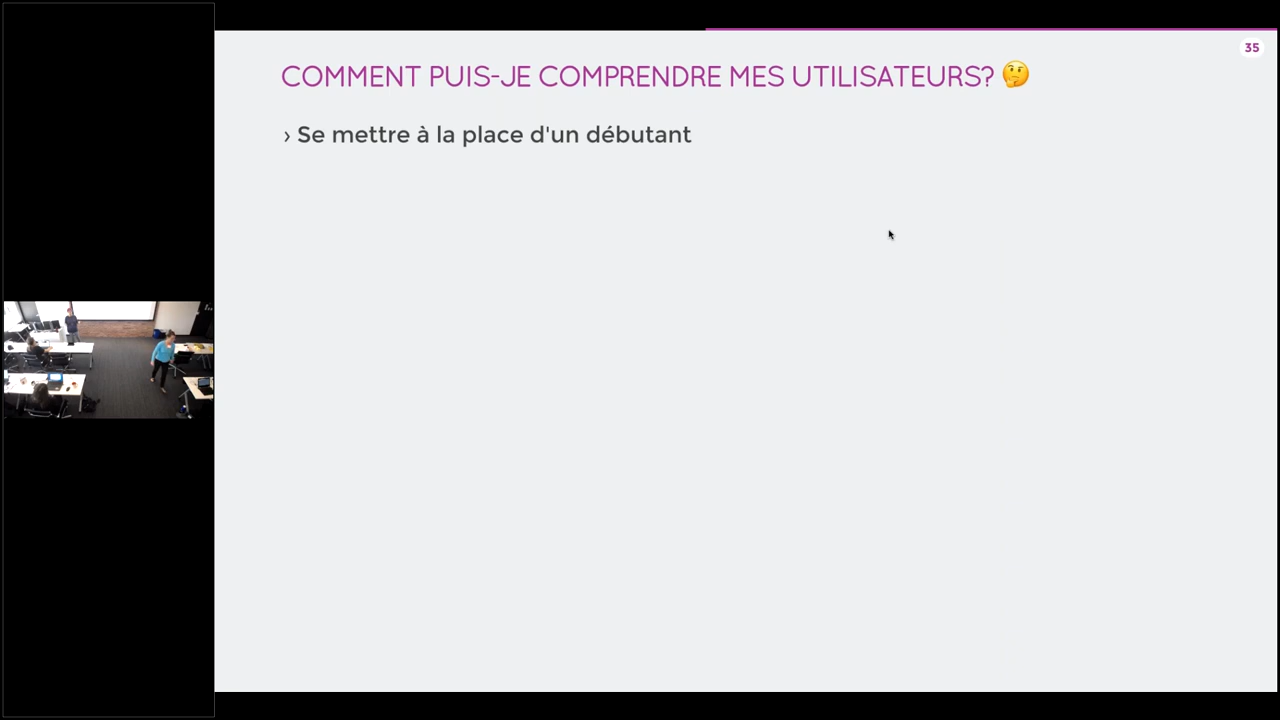 35
COMMENT PUIS-JE COMPRENDRE MES UTILISATEURS? 🤔
› Se mettre à la place d'un débutant